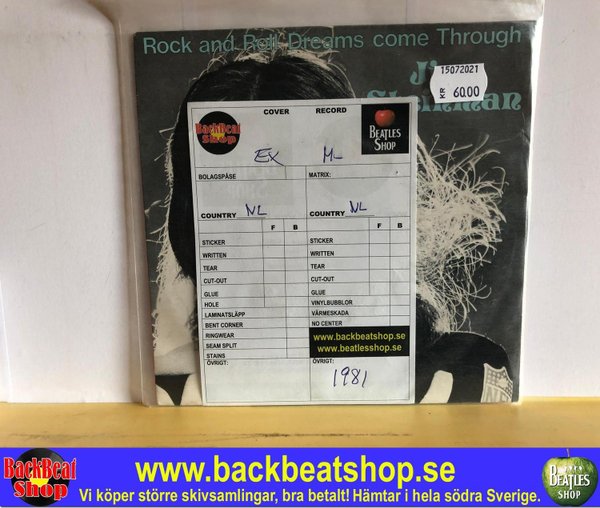 Rock and Roll Dreams come Through
15072021
KR 60.00
COVER RECORD
BackBeat
Shop
BEATLES
SHOP
EX M-
BOLAGSPÅSE MATRIX:
COUNTRY NL COUNTRY NL
F B F B
STICKER STICKER
WRITTEN WRITTEN
TEAR TEAR
CUT-OUT CUT-OUT
GLUE GLUE
HOLE VINYLBUBBLOR
LAMINATSLÄPP VÄRMESKADA
BENT CORNER NO CENTER
RINGWEAR www.backbeatshop.se
SEAM SPLIT www.beatlesshop.se
STAINS
ÖVRIGT: ÖVRIGT:
1981
NFL
BackBeat
Shop
www.backbeatshop.se
Vi köper större skivsamlingar, bra betalt! Hämtar i hela södra Sverige.
BEATLES
SHOP